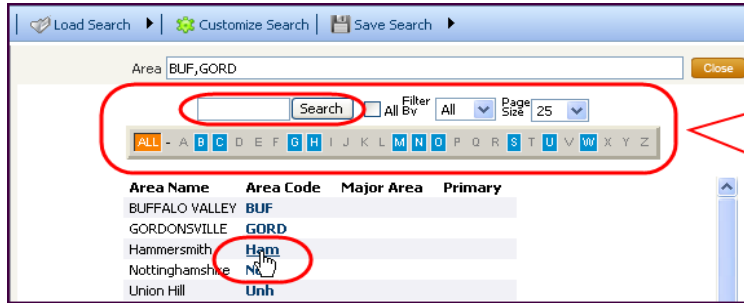 Load Search Customize Search Save Search
Area BUF,GORD Close
Search All Filter By All Page Size 25
ALL - A B C D E F G H I J K L M N O P Q R S T U V W X Y Z
Area Name Area Code Major Area Primary
BUFFALO VALLEY BUF
GORDONSVILLE GORD
Hammersmith Ham
Nottinghamshire
Union Hill Unh